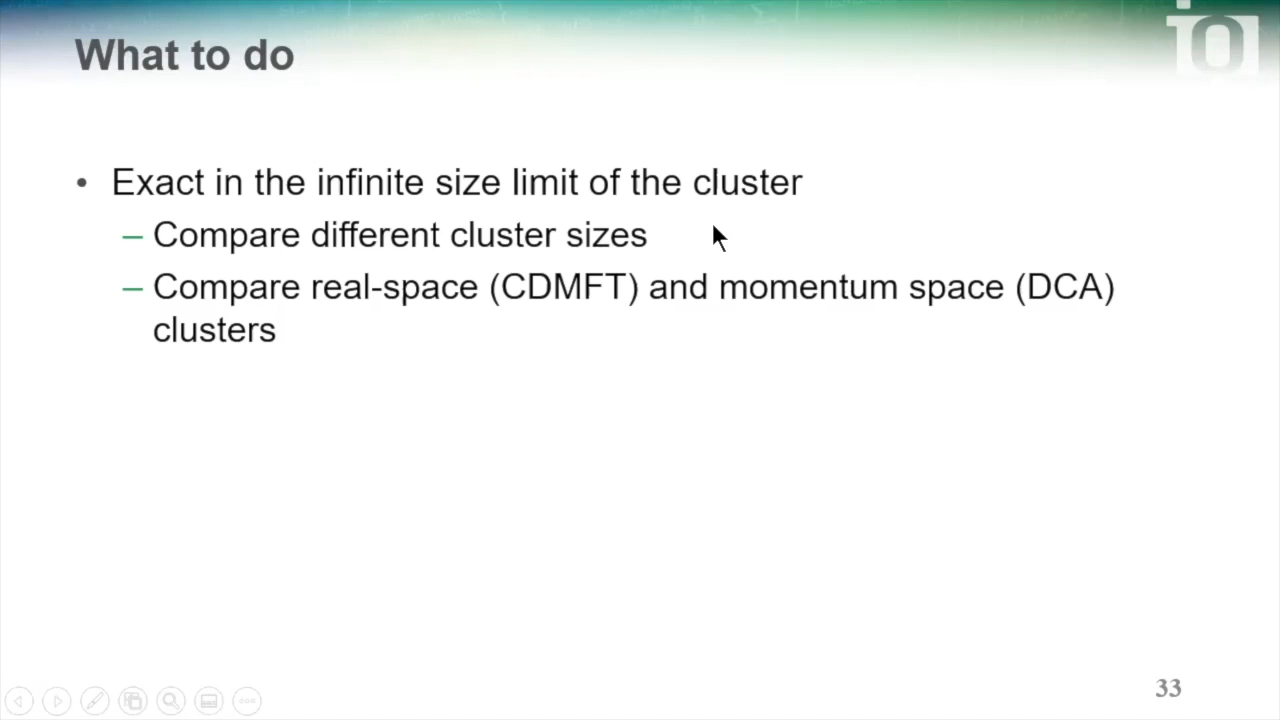 What to do
• Exact in the infinite size limit of the cluster
– Compare different cluster sizes
– Compare real-space (CDMFT) and momentum space (DCA)
clusters
33